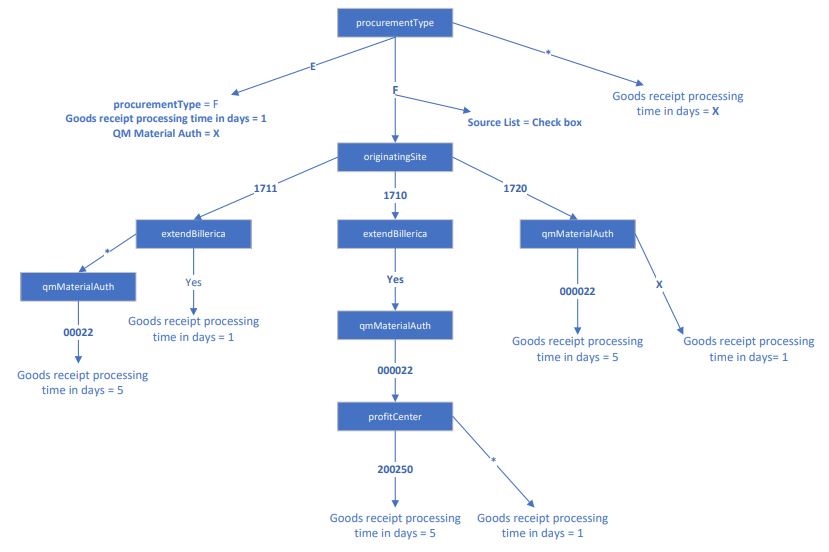 procurementType
E
*
F
procurementType = F
Goods receipt processing time in days = 1
QM Material Auth = X
Goods receipt processing
time in days = X
Source List = Check box
originatingSite
1711
1710
1720
extendBillerica
extendBillerica
qmMaterialAuth
*
qmMaterialAuth
Yes
Yes
000022
X
00022
Goods receipt processing
time in days = 1
qmMaterialAuth
Goods receipt processing
time in days = 5
Goods receipt processing
time in days= 1
Goods receipt processing
time in days = 5
000022
profitCenter
200250
*
Goods receipt processing
time in days = 5
Goods receipt processing
time in days = 1